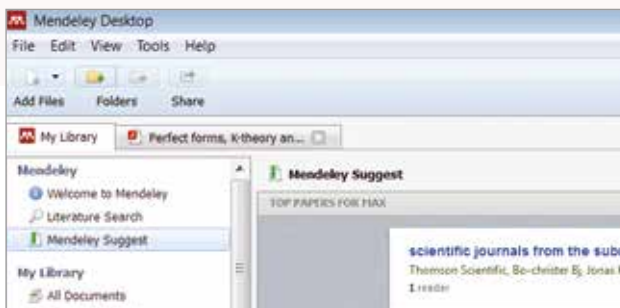 Mendeley Desktop
File Edit View Tools Help
Add Files Folders Share
My Library Perfect forms, K-theory an...
Mendeley
Welcome to Mendeley
Literature Search
Mendeley Suggest
My Library
All Documents
Mendeley Suggest
TOP PAPERS FOR MAX
scientific journals from the
Thomson Scientific, Bo-christer Bj, Jonas
1 reader